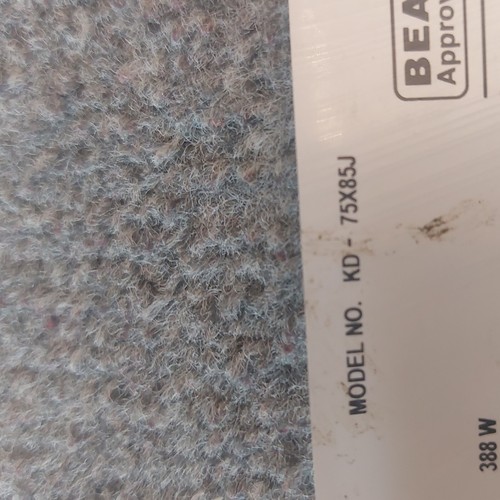 BEA
Approv
MODEL NO. KD - 75X85J
388 W